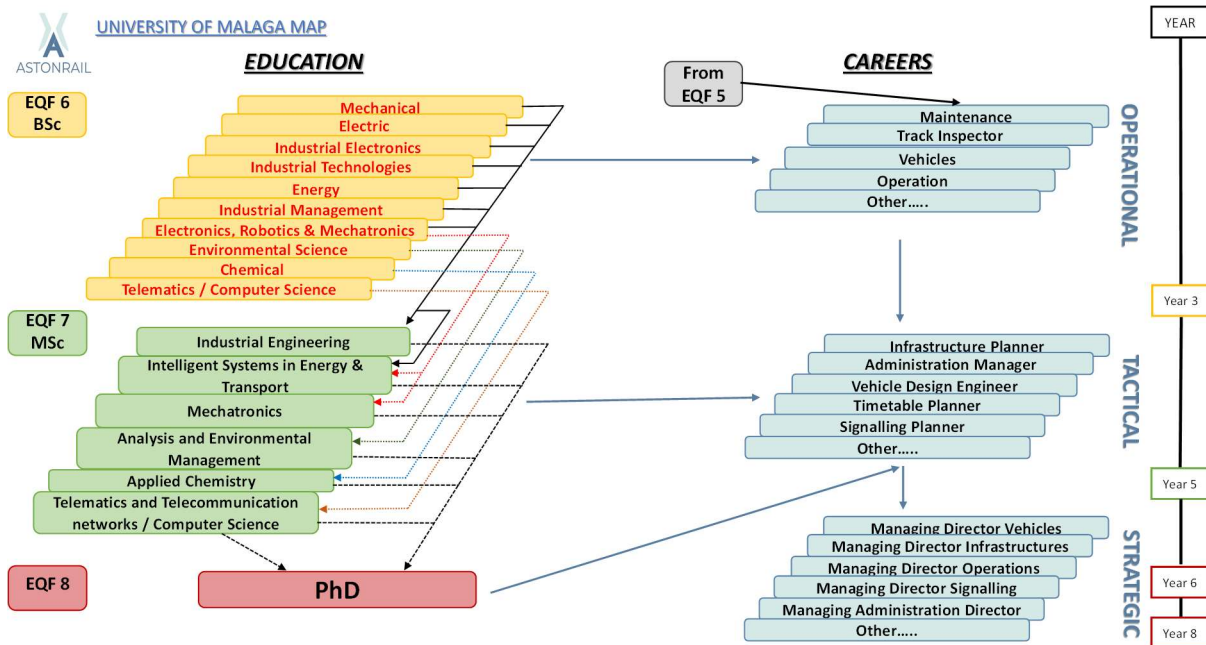 UNIVERSITY OF MALAGA MAP
ASTONRAIL
EDUCATION
CAREERS
YEAR
EQF 6
BSc
Mechanical
Electric
Industrial Electronics
Industrial Technologies
Energy
Industrial Management
Electronics, Robotics & Mechatronics
Environmental Science
Chemical
Telematics / Computer Science
From
EQF 5
Maintenance
Track Inspector
Vehicles
Operation
Other.....
OPERATIONAL
Year 3
EQF 7
MSc
Industrial Engineering
Intelligent Systems in Energy &
Transport
Mechatronics
Analysis and Environmental
Management
Applied Chemistry
Telematics and Telecommunication
networks / Computer Science
Infrastructure Planner
Administration Manager
Vehicle Design Engineer
Timetable Planner
Signalling Planner
Other.....
TACTICAL
Year 5
EQF 8
PhD
Managing Director Vehicles
Managing Director Infrastructures
Managing Director Operations
Managing Director Signalling
Managing Administration Director
Other.....
STRATEGIC
Year 6
Year 8